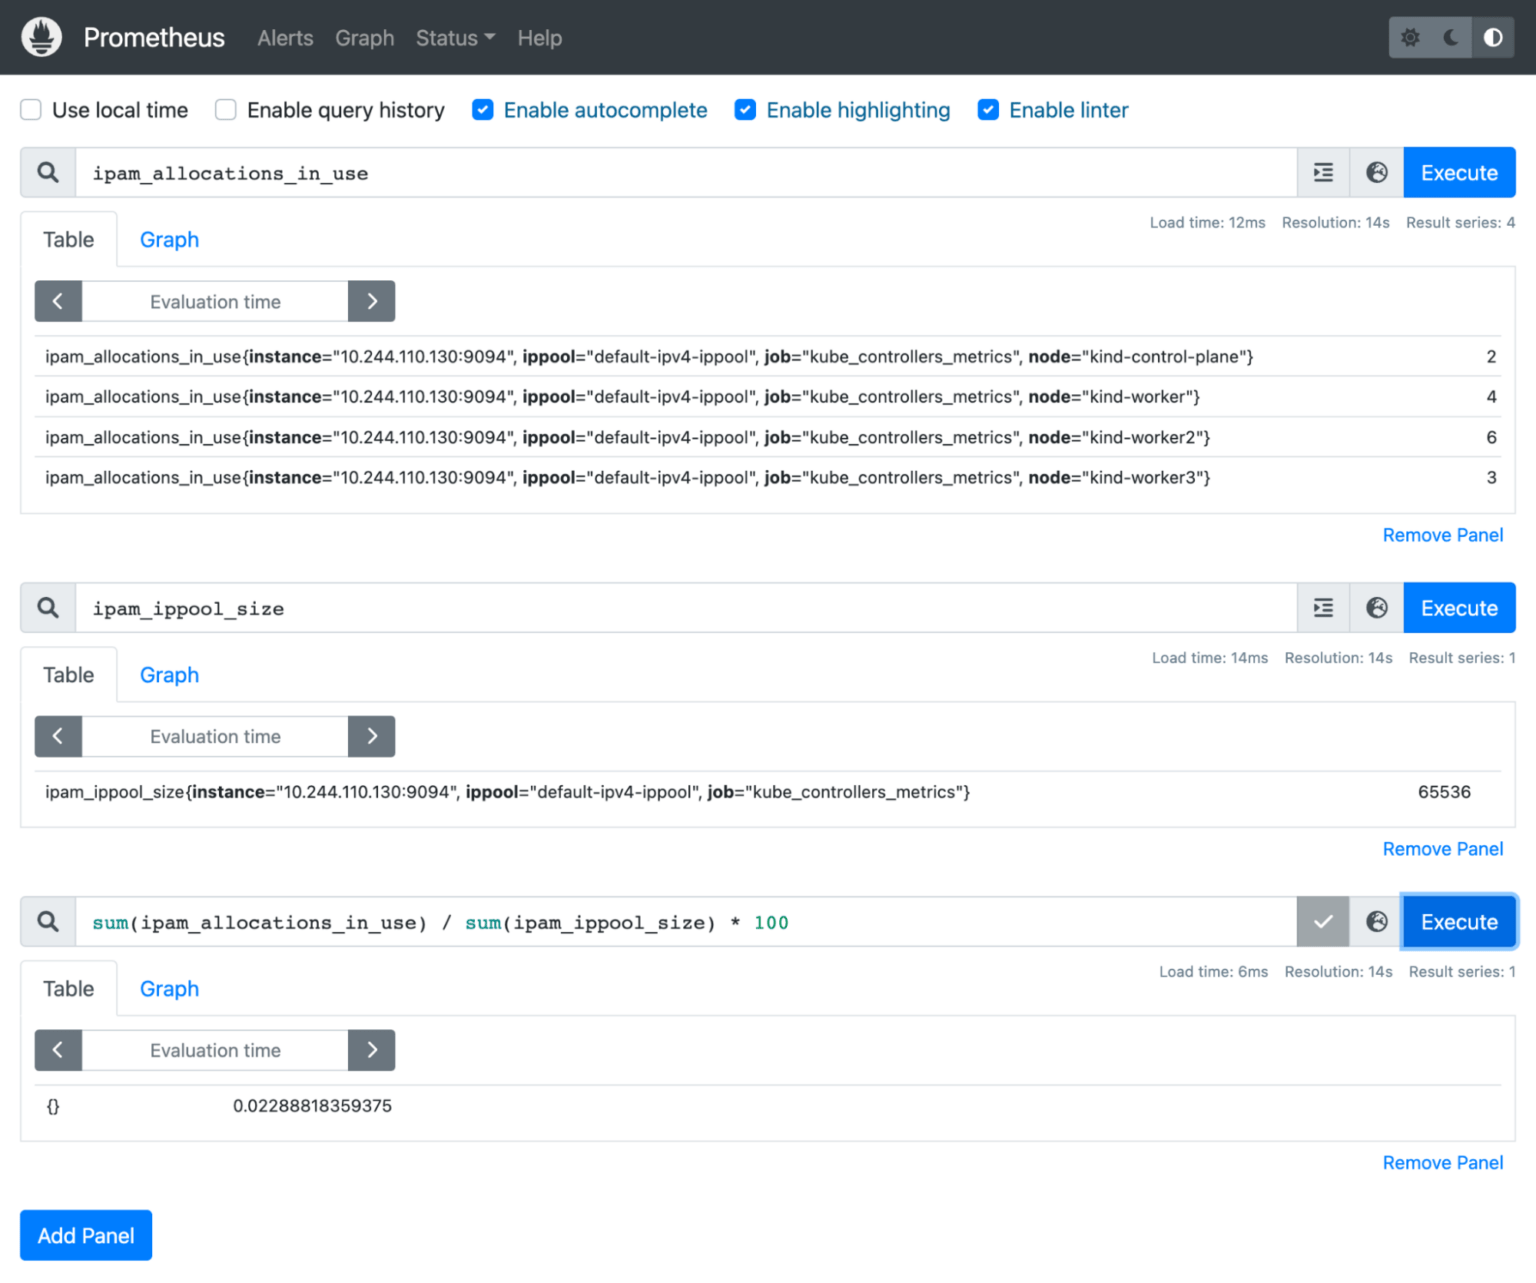 Prometheus Alerts Graph Status Help
Use local time Enable query history Enable autocomplete Enable highlighting Enable linter
ipam_allocations_in_use Execute
Load time: 12ms Resolution: 14s Result series: 4
Table Graph
Evaluation time
ipam_allocations_in_use{instance="10.244.110.130:9094", ippool="default-ipv4-ippool", job="kube_controllers_metrics", node="kind-control-plane"} 2
ipam_allocations_in_use{instance="10.244.110.130:9094", ippool="default-ipv4-ippool", job="kube_controllers_metrics", node="kind-worker"} 4
ipam_allocations_in_use{instance="10.244.110.130:9094", ippool="default-ipv4-ippool", job="kube_controllers_metrics", node="kind-worker2"} 6
ipam_allocations_in_use{instance="10.244.110.130:9094", ippool="default-ipv4-ippool", job="kube_controllers_metrics", node="kind-worker3"} 3
Remove Panel
ipam_ippool_size Execute
Load time: 14ms Resolution: 14s Result series: 1
Table Graph
Evaluation time
ipam_ippool_size{instance="10.244.110.130:9094", ippool="default-ipv4-ippool", job="kube_controllers_metrics"} 65536
Remove Panel
sum(ipam_allocations_in_use) / sum(ipam_ippool_size) * 100 Execute
Load time: 6ms Resolution: 14s Result series: 1
Table Graph
Evaluation time
{} 0.02288818359375
Remove Panel
Add Panel